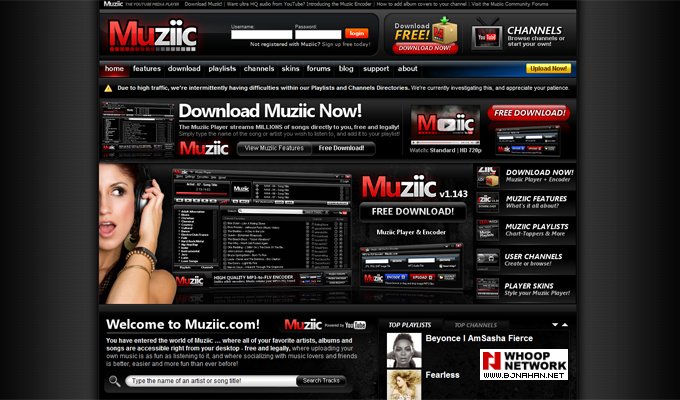 Muziic THE YOUTUBE MEDIA PLAYER
Download Muziic! | Want ultra HQ audio from YouTube? Introducing the Muziic Encoder | How to add album covers to your channel | Visit the Muziic Community Forums
Muziic
Username:
Password:
login
Not registered with Muziic? Sign up free today!
Download
FREE!
DOWNLOAD NOW!
YouTube
CHANNELS
Browse channels or
start your own!
home features download playlists channels skins forums blog support about
Upload Now!
Due to high traffic, we're intermittently having difficulties within our Playlists and Channels Directories. We're currently investigating this, and appreciate your patience.
Download Muziic Now!
The Muziic Player streams MILLIONS of songs directly to you, free and legally!
Simply type the name of the song or artist you wish to listen to, and add it to your playlist!
Muziic
View Muziic Features
Free Download!
Muziic
Watch: Standard | HD 720p
FREE DOWNLOAD!
Muziic v1.143
FREE DOWNLOAD!
Muziic Player & Encoder
Muziic
HIGH QUALITY MP3-to-FLV ENCODER
DOWNLOAD NOW!
Muziic Player + Encoder
MUZIIC FEATURES
What's it all about?
MUZIIC PLAYLISTS
Chart-Toppers & More
USER CHANNELS
Create or browse!
PLAYER SKINS
Style your Muziic Player!
Welcome to Muziic.com!
Muziic Powered by YouTube
You have entered the world of Muziic ... where all of your favorite artists, albums and
songs are accessible right from your desktop - free and legally, where uploading your
own music is as fun as listening to it, and where socializing with music lovers and friends
is better, easier and more fun than ever before!
Type the name of an artist or song title!
Search Tracks
TOP PLAYLISTS
TOP CHANNELS
Beyonce I AmSasha Fierce
Fearless
N WHOOP
NETWORK
WWW.BJNAHAN.NET